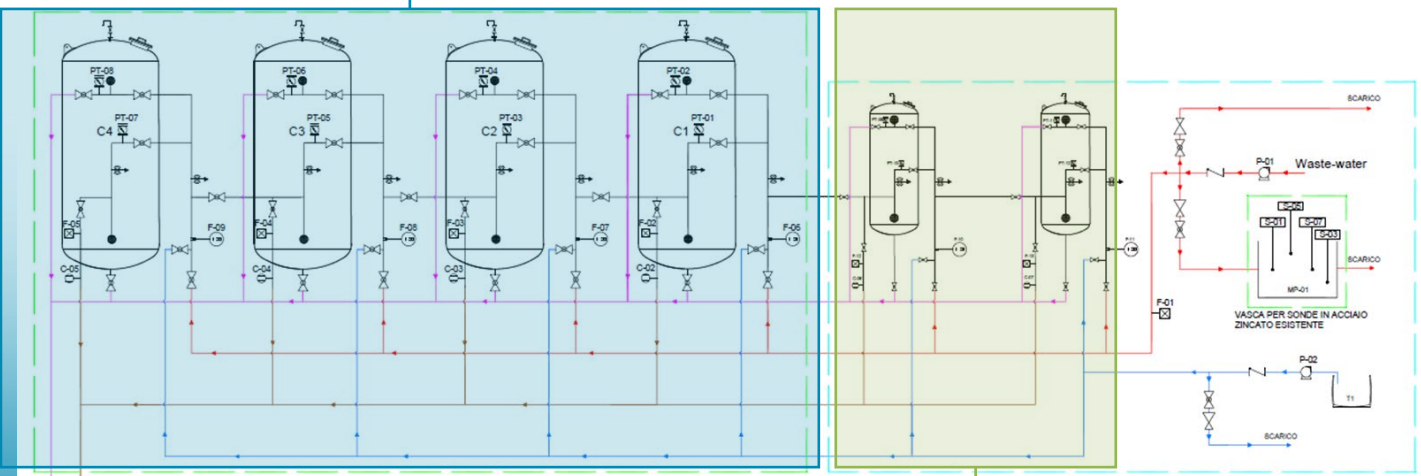 PT-08
PT-07
C4
F-05
F-09
C-05
PT-06
PT-05
C3
F-04
F-08
C-04
PT-04
PT-03
C2
F-03
F-07
C-03
PT-02
PT-01
C1
F-02
F-06
C-02
SCARICO
P-01
Waste-water
S-05
S-01
S-07
S-03
SCARICO
MP-01
F-01
VASCA PER SONDE IN ACCIAIO
ZINCATO ESISTENTE
P-02
T1
SCARICO